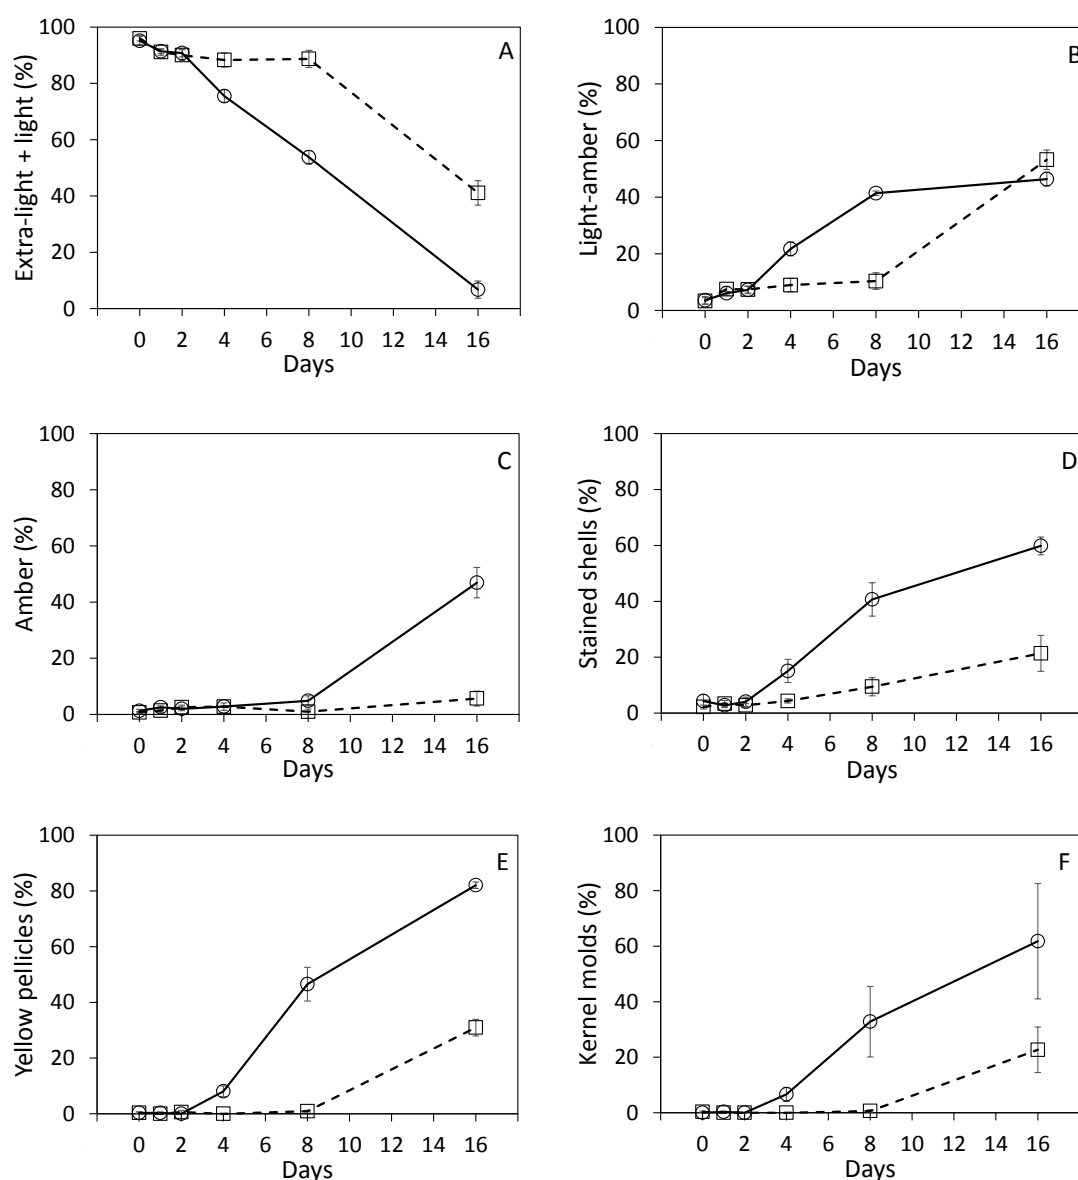 A
Extra-light + light (%)
100
80
60
40
20
0
0 2 4 6 8 10 12 14 16
Days
B
Light-amber (%)
100
80
60
40
20
0
0 2 4 6 8 10 12 14 16
Days
C
Amber (%)
100
80
60
40
20
0
0 2 4 6 8 10 12 14 16
Days
D
Stained shells (%)
100
80
60
40
20
0
0 2 4 6 8 10 12 14 16
Days
E
Yellow pellicles (%)
100
80
60
40
20
0
0 2 4 6 8 10 12 14 16
Days
F
Kernel molds (%)
100
80
60
40
20
0
0 2 4 6 8 10 12 14 16
Days